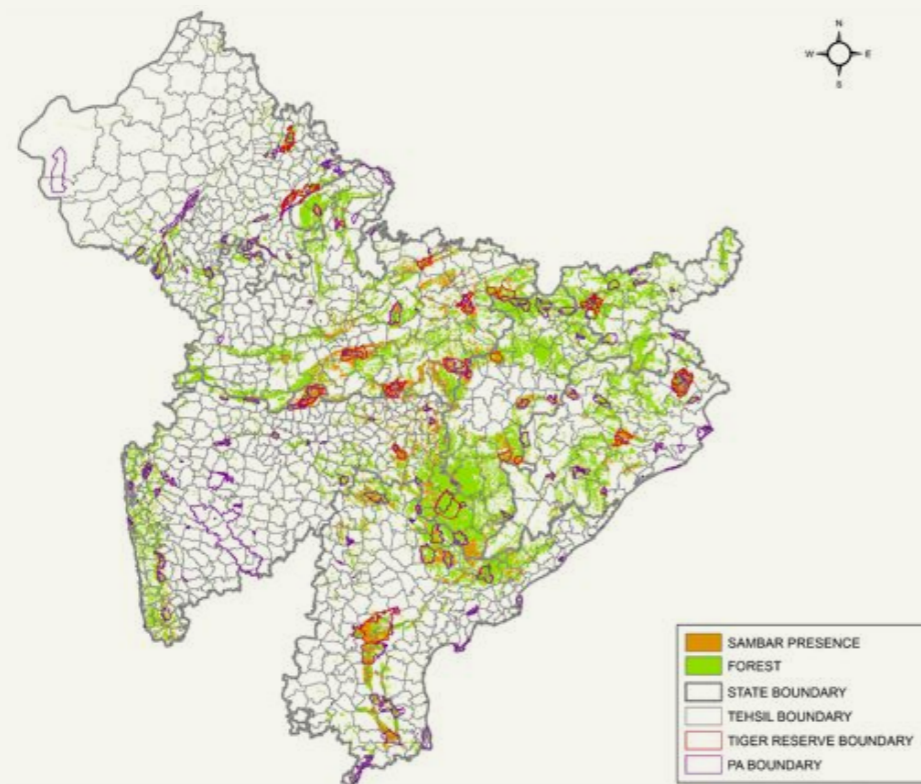 N
W E
S
SAMBAR PRESENCE
FOREST
STATE BOUNDARY
TEHSIL BOUNDARY
TIGER RESERVE BOUNDARY
PA BOUNDARY